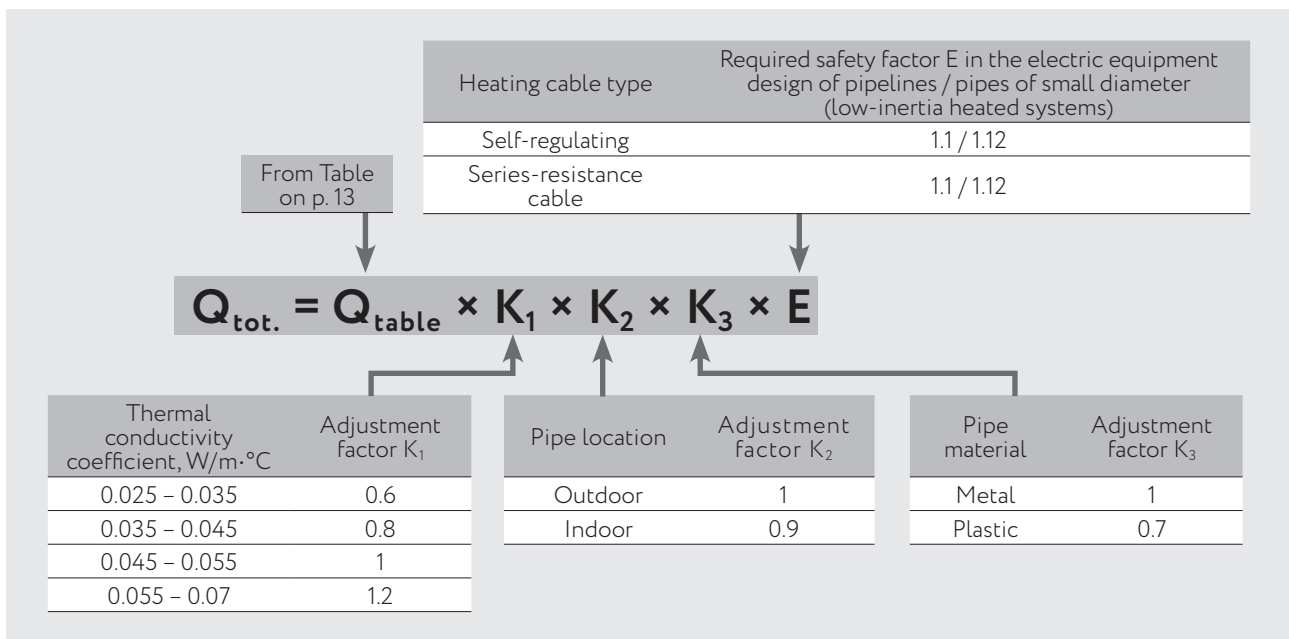 Heating cable type
Required safety factor E in the electric equipment
design of pipelines / pipes of small diameter
(low-inertia heated systems)
Self-regulating
1.1 / 1.12
Series-resistance
cable
1.1 / 1.12
From Table
on p. 13
Qtot. = Qtable × K1 × K2 × K3 × E
Thermal
conductivity
coefficient, W/m·°C
Adjustment
factor K1
0.025 – 0.035
0.6
0.035 – 0.045
0.8
0.045 – 0.055
1
0.055 – 0.07
1.2
Pipe location
Adjustment
factor K2
Outdoor
1
Indoor
0.9
Pipe
material
Adjustment
factor K3
Metal
1
Plastic
0.7